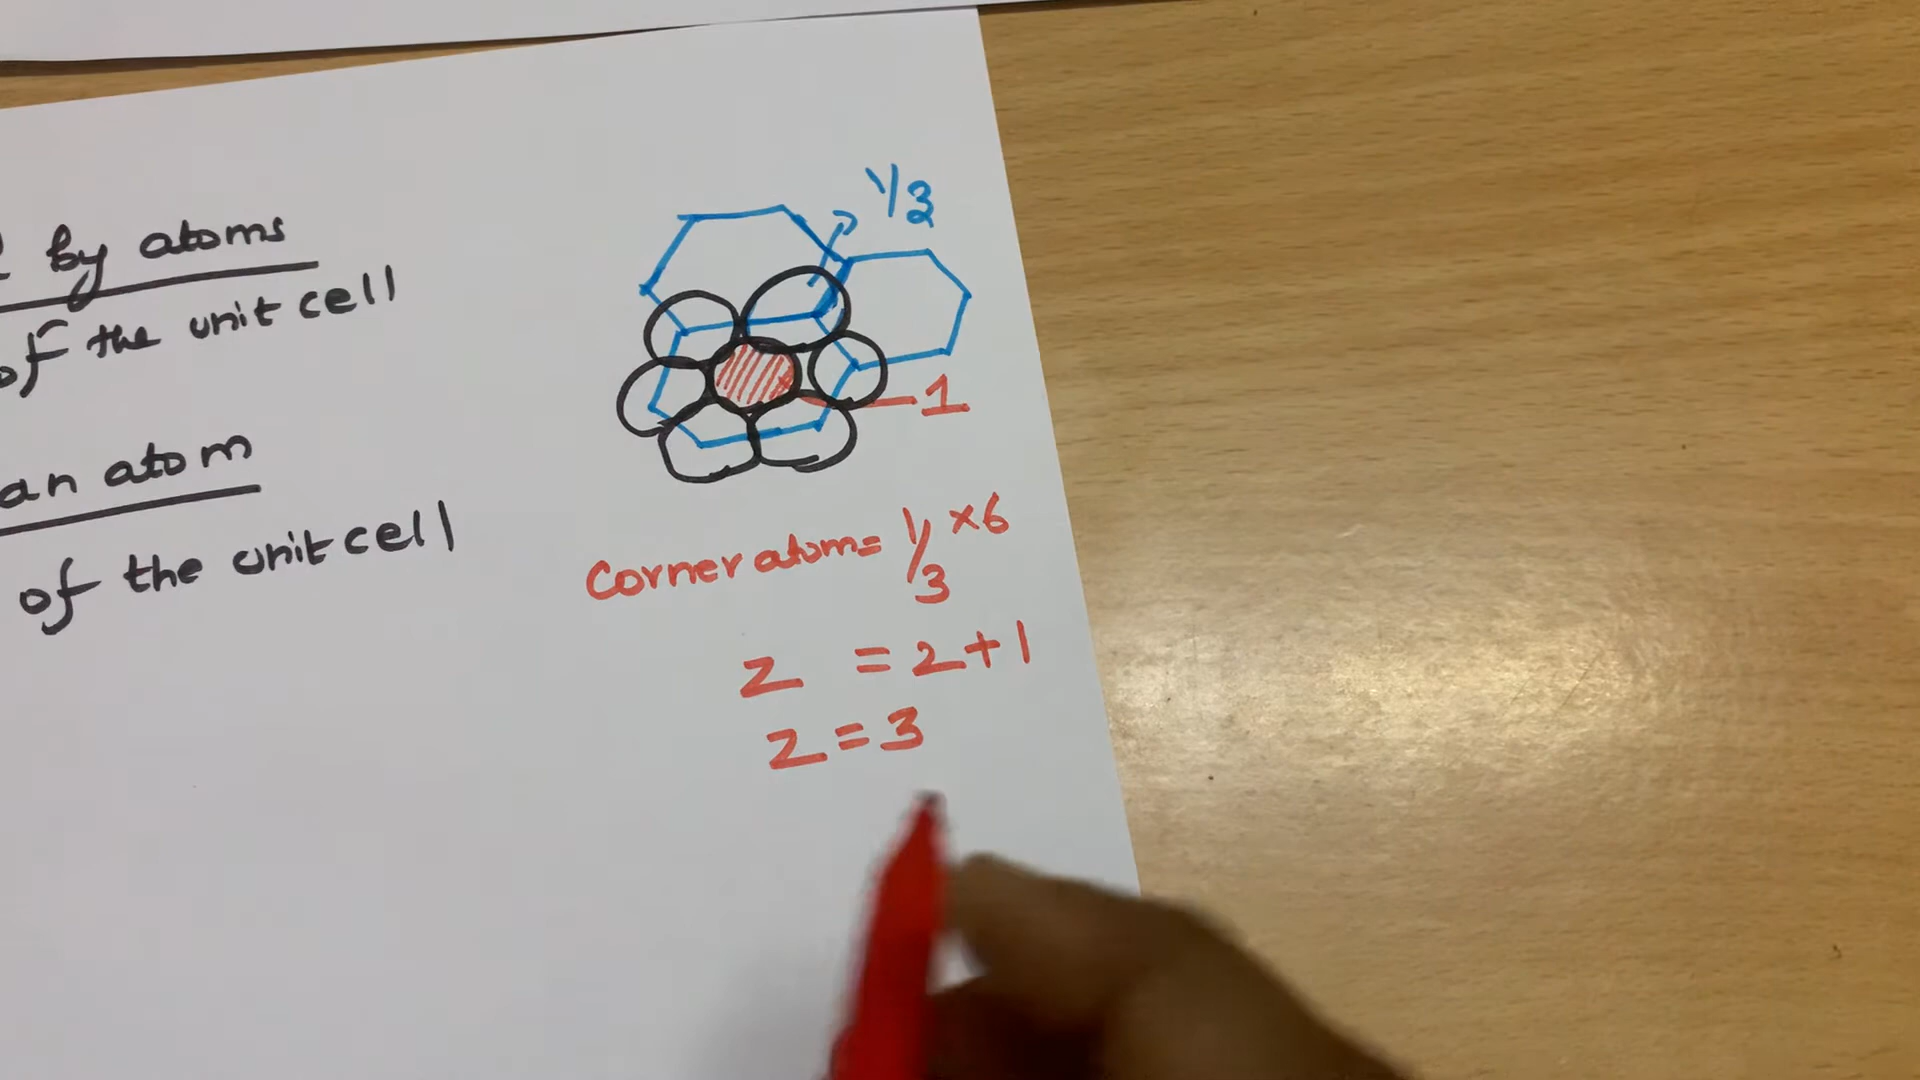 by atoms
of the unit cell
an atom
of the unit cell
1/3
1
Corner atom = 1/3 × 6
Z = 2 + 1
Z = 3